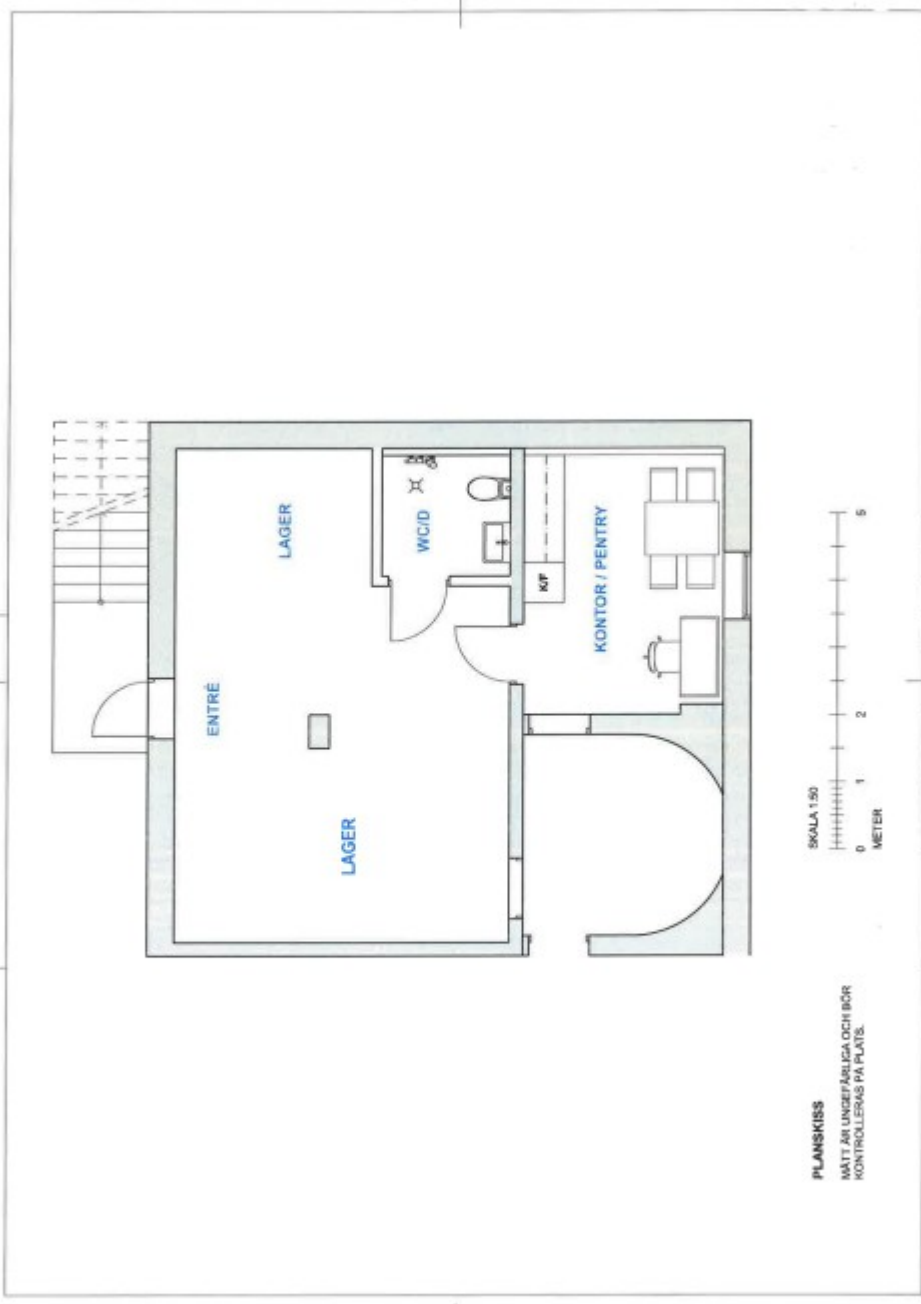 LAGER
WC/D
ENTRÉ
LAGER
K/F
KONTOR / PENTRY
SKALA 1:50
0 1 2 5
METER
PLANSKISS
MÅTT ÄR UNGEFÄRLIGA OCH BÖR
KONTROLLERAS PÅ PLATS.